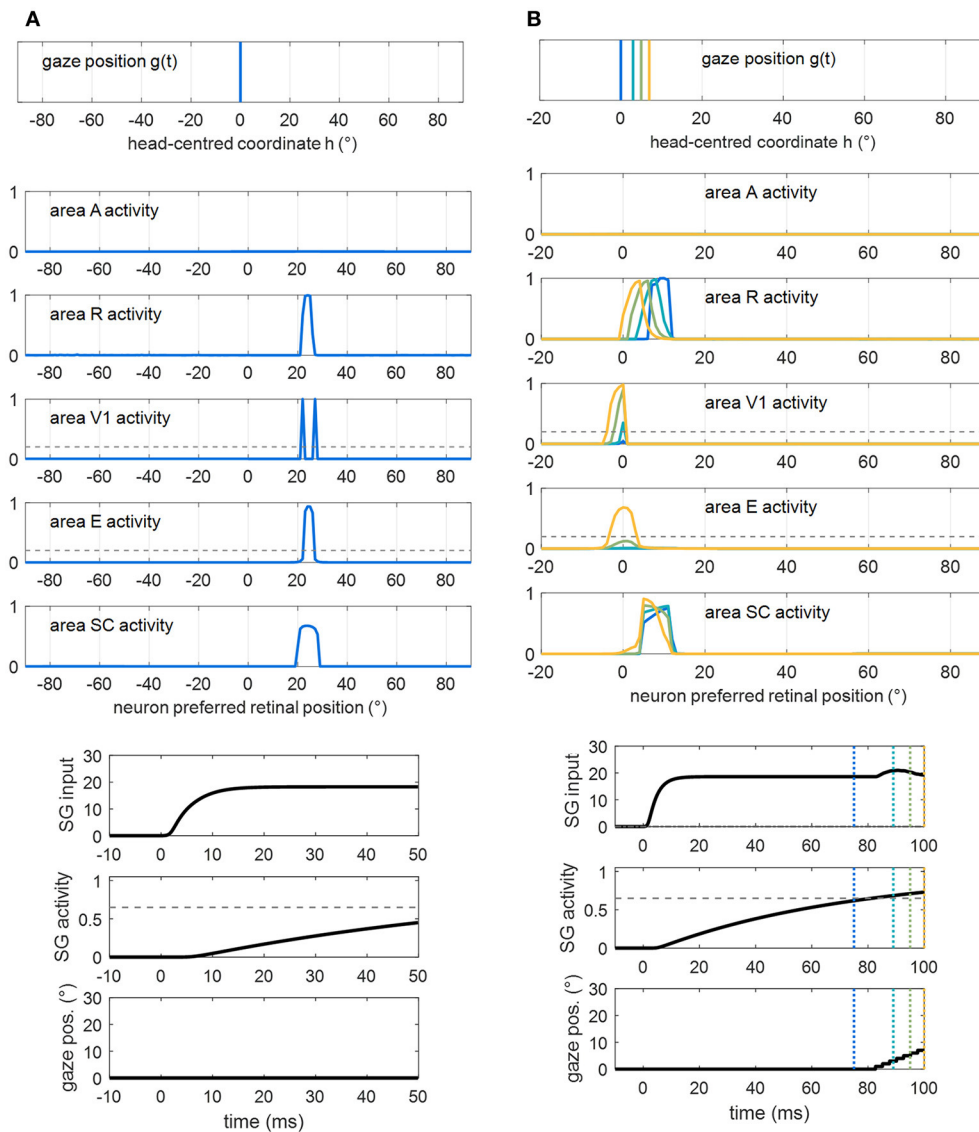 A
gaze position g(t)
-80 -60 -40 -20 0 20 40 60 80
head-centred coordinate h (°)
1
area A activity
0
-80 -60 -40 -20 0 20 40 60 80
1
area R activity
0
-80 -60 -40 -20 0 20 40 60 80
1
area V1 activity
0
-80 -60 -40 -20 0 20 40 60 80
1
area E activity
0
-80 -60 -40 -20 0 20 40 60 80
1
area SC activity
0
-80 -60 -40 -20 0 20 40 60 80
neuron preferred retinal position (°)
30
20
10
0
SG input
-10 0 10 20 30 40 50
1
0.5
0
SG activity
-10 0 10 20 30 40 50
30
20
10
0
gaze pos. (°)
-10 0 10 20 30 40 50
time (ms)
B
gaze position g(t)
-20 0 20 40 60 80
head-centred coordinate h (°)
1
area A activity
0
-20 0 20 40 60 80
1
area R activity
0
-20 0 20 40 60 80
1
area V1 activity
0
-20 0 20 40 60 80
1
area E activity
0
-20 0 20 40 60 80
1
area SC activity
0
-20 0 20 40 60 80
neuron preferred retinal position (°)
30
20
10
0
SG input
0 20 40 60 80 100
1
0.5
0
SG activity
0 20 40 60 80 100
30
20
10
0
gaze pos. (°)
0 20 40 60 80 100
time (ms)